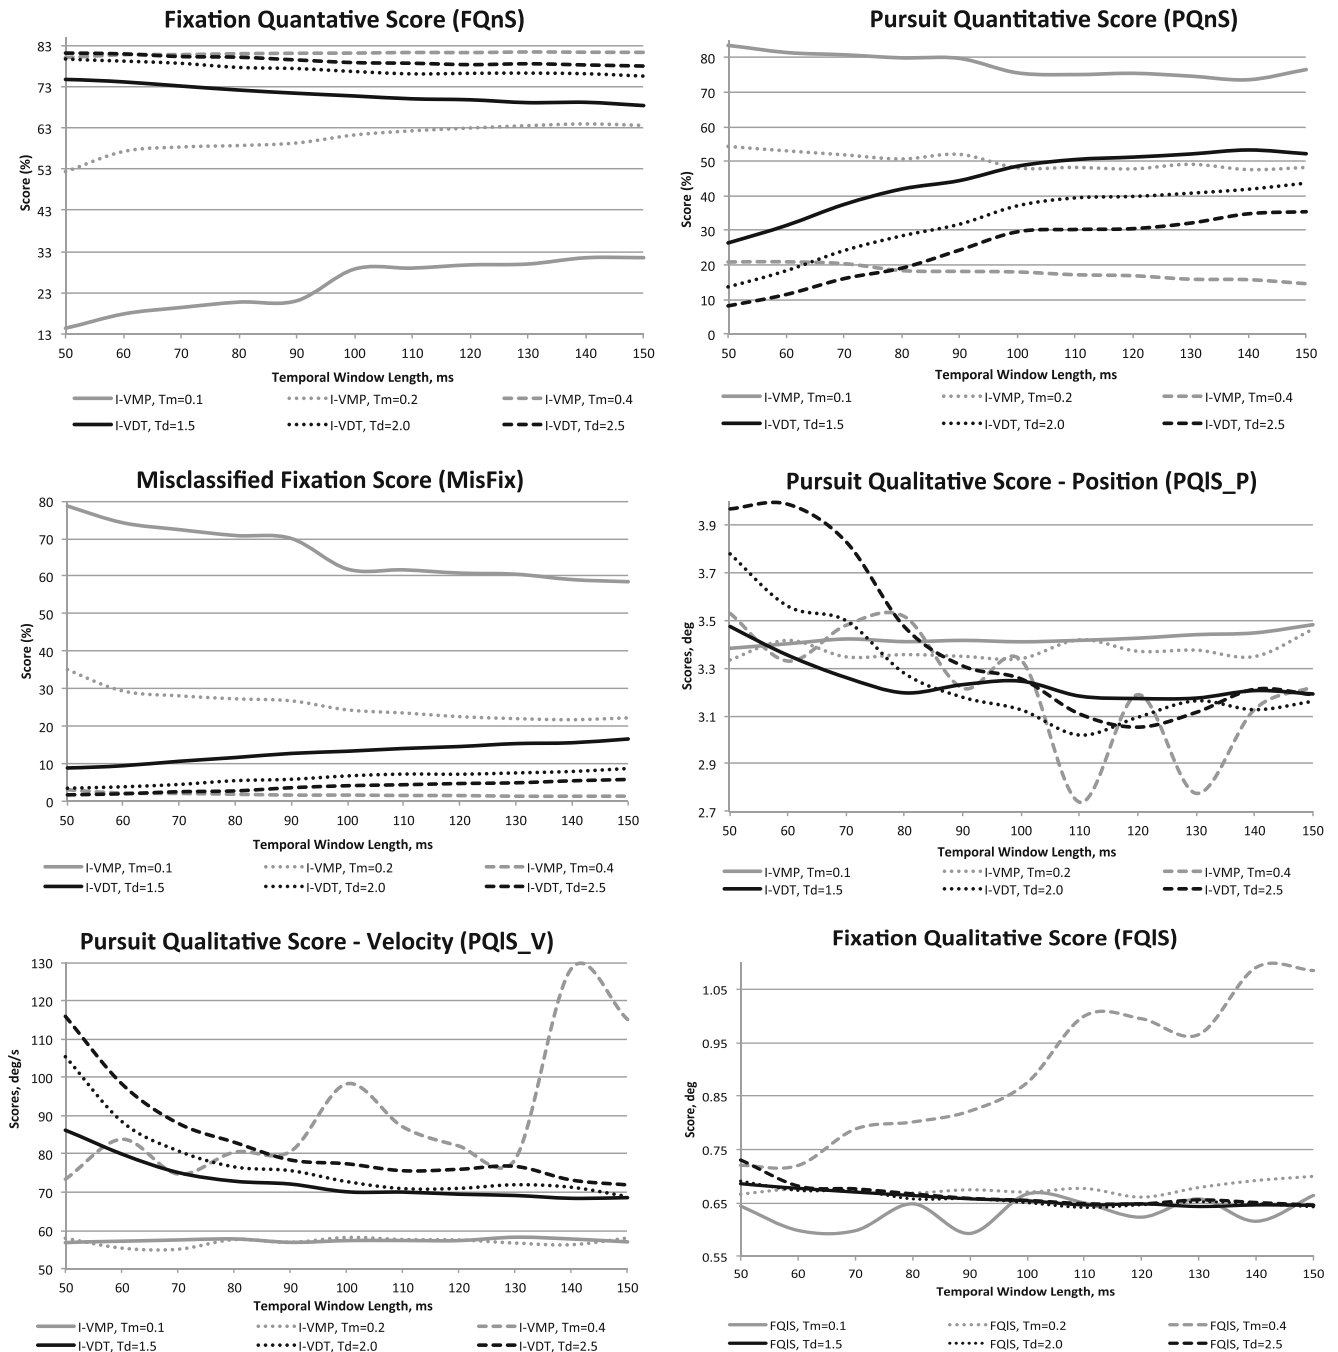 Fixation Quantative Score (FQnS)
Score (%)
83
73
63
53
43
33
23
13
50 60 70 80 90 100 110 120 130 140 150
Temporal Window Length, ms
I-VMP, Tm=0.1 I-VMP, Tm=0.2 I-VMP, Tm=0.4
I-VDT, Td=1.5 I-VDT, Td=2.0 I-VDT, Td=2.5
Pursuit Quantitative Score (PQnS)
Score (%)
80
70
60
50
40
30
20
10
0
50 60 70 80 90 100 110 120 130 140 150
Temporal Window Length, ms
I-VMP, Tm=0.1 I-VMP, Tm=0.2 I-VMP, Tm=0.4
I-VDT, Td=1.5 I-VDT, Td=2.0 I-VDT, Td=2.5
Misclassified Fixation Score (MisFix)
Score (%)
80
70
60
50
40
30
20
10
0
50 60 70 80 90 100 110 120 130 140 150
Temporal Window Length, ms
I-VMP, Tm=0.1 I-VMP, Tm=0.2 I-VMP, Tm=0.4
I-VDT, Td=1.5 I-VDT, Td=2.0 I-VDT, Td=2.5
Pursuit Qualitative Score - Position (PQlS_P)
Scores, deg
3.9
3.7
3.5
3.3
3.1
2.9
2.7
50 60 70 80 90 100 110 120 130 140 150
Temporal Window Length, ms
I-VMP, Tm=0.1 I-VMP, Tm=0.2 I-VMP, Tm=0.4
I-VDT, Td=1.5 I-VDT, Td=2.0 I-VDT, Td=2.5
Pursuit Qualitative Score - Velocity (PQlS_V)
Scores, deg/s
130
120
110
100
90
80
70
60
50
50 60 70 80 90 100 110 120 130 140 150
Temporal Window Length, ms
I-VMP, Tm=0.1 I-VMP, Tm=0.2 I-VMP, Tm=0.4
I-VDT, Td=1.5 I-VDT, Td=2.0 I-VDT, Td=2.5
Fixation Qualitative Score (FQlS)
Score, deg
1.05
0.95
0.85
0.75
0.65
0.55
50 60 70 80 90 100 110 120 130 140 150
Temporal Window Length, ms
FQlS, Tm=0.1 FQlS, Tm=0.2 FQlS, Tm=0.4
FQlS, Td=1.5 FQlS, Td=2.0 FQlS, Td=2.5